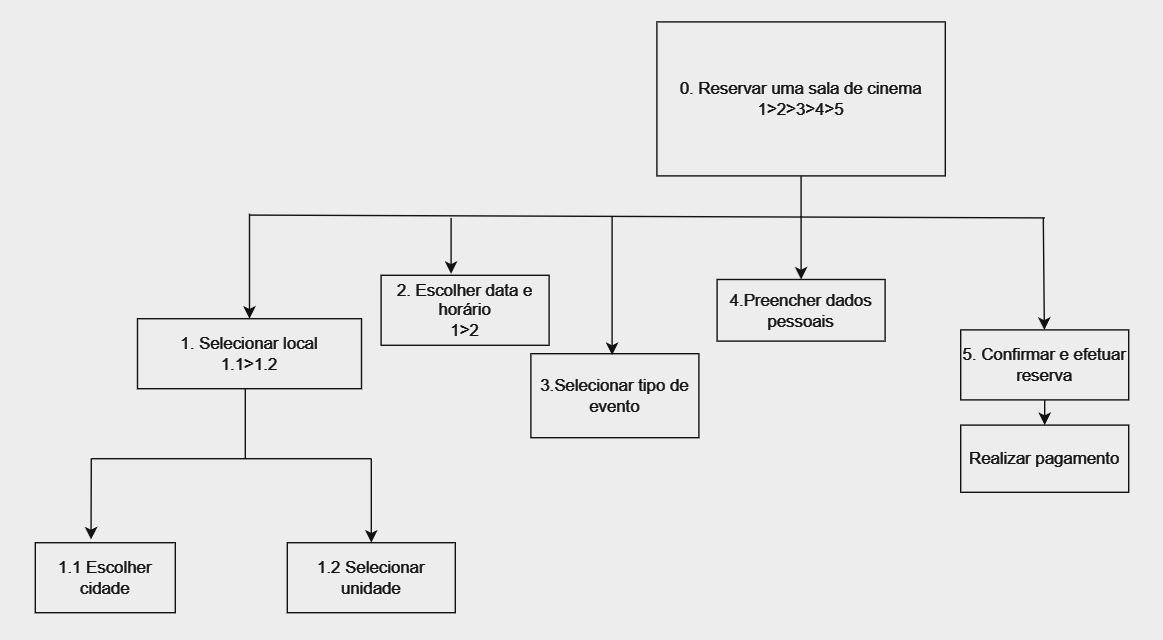 0. Reservar uma sala de cinema
1>2>3>4>5
1. Selecionar local
1.1>1.2
2. Escolher data e
horário
1>2
3.Selecionar tipo de
evento
4.Preencher dados
pessoais
5. Confirmar e efetuar
reserva
Realizar pagamento
1.1 Escolher
cidade
1.2 Selecionar
unidade